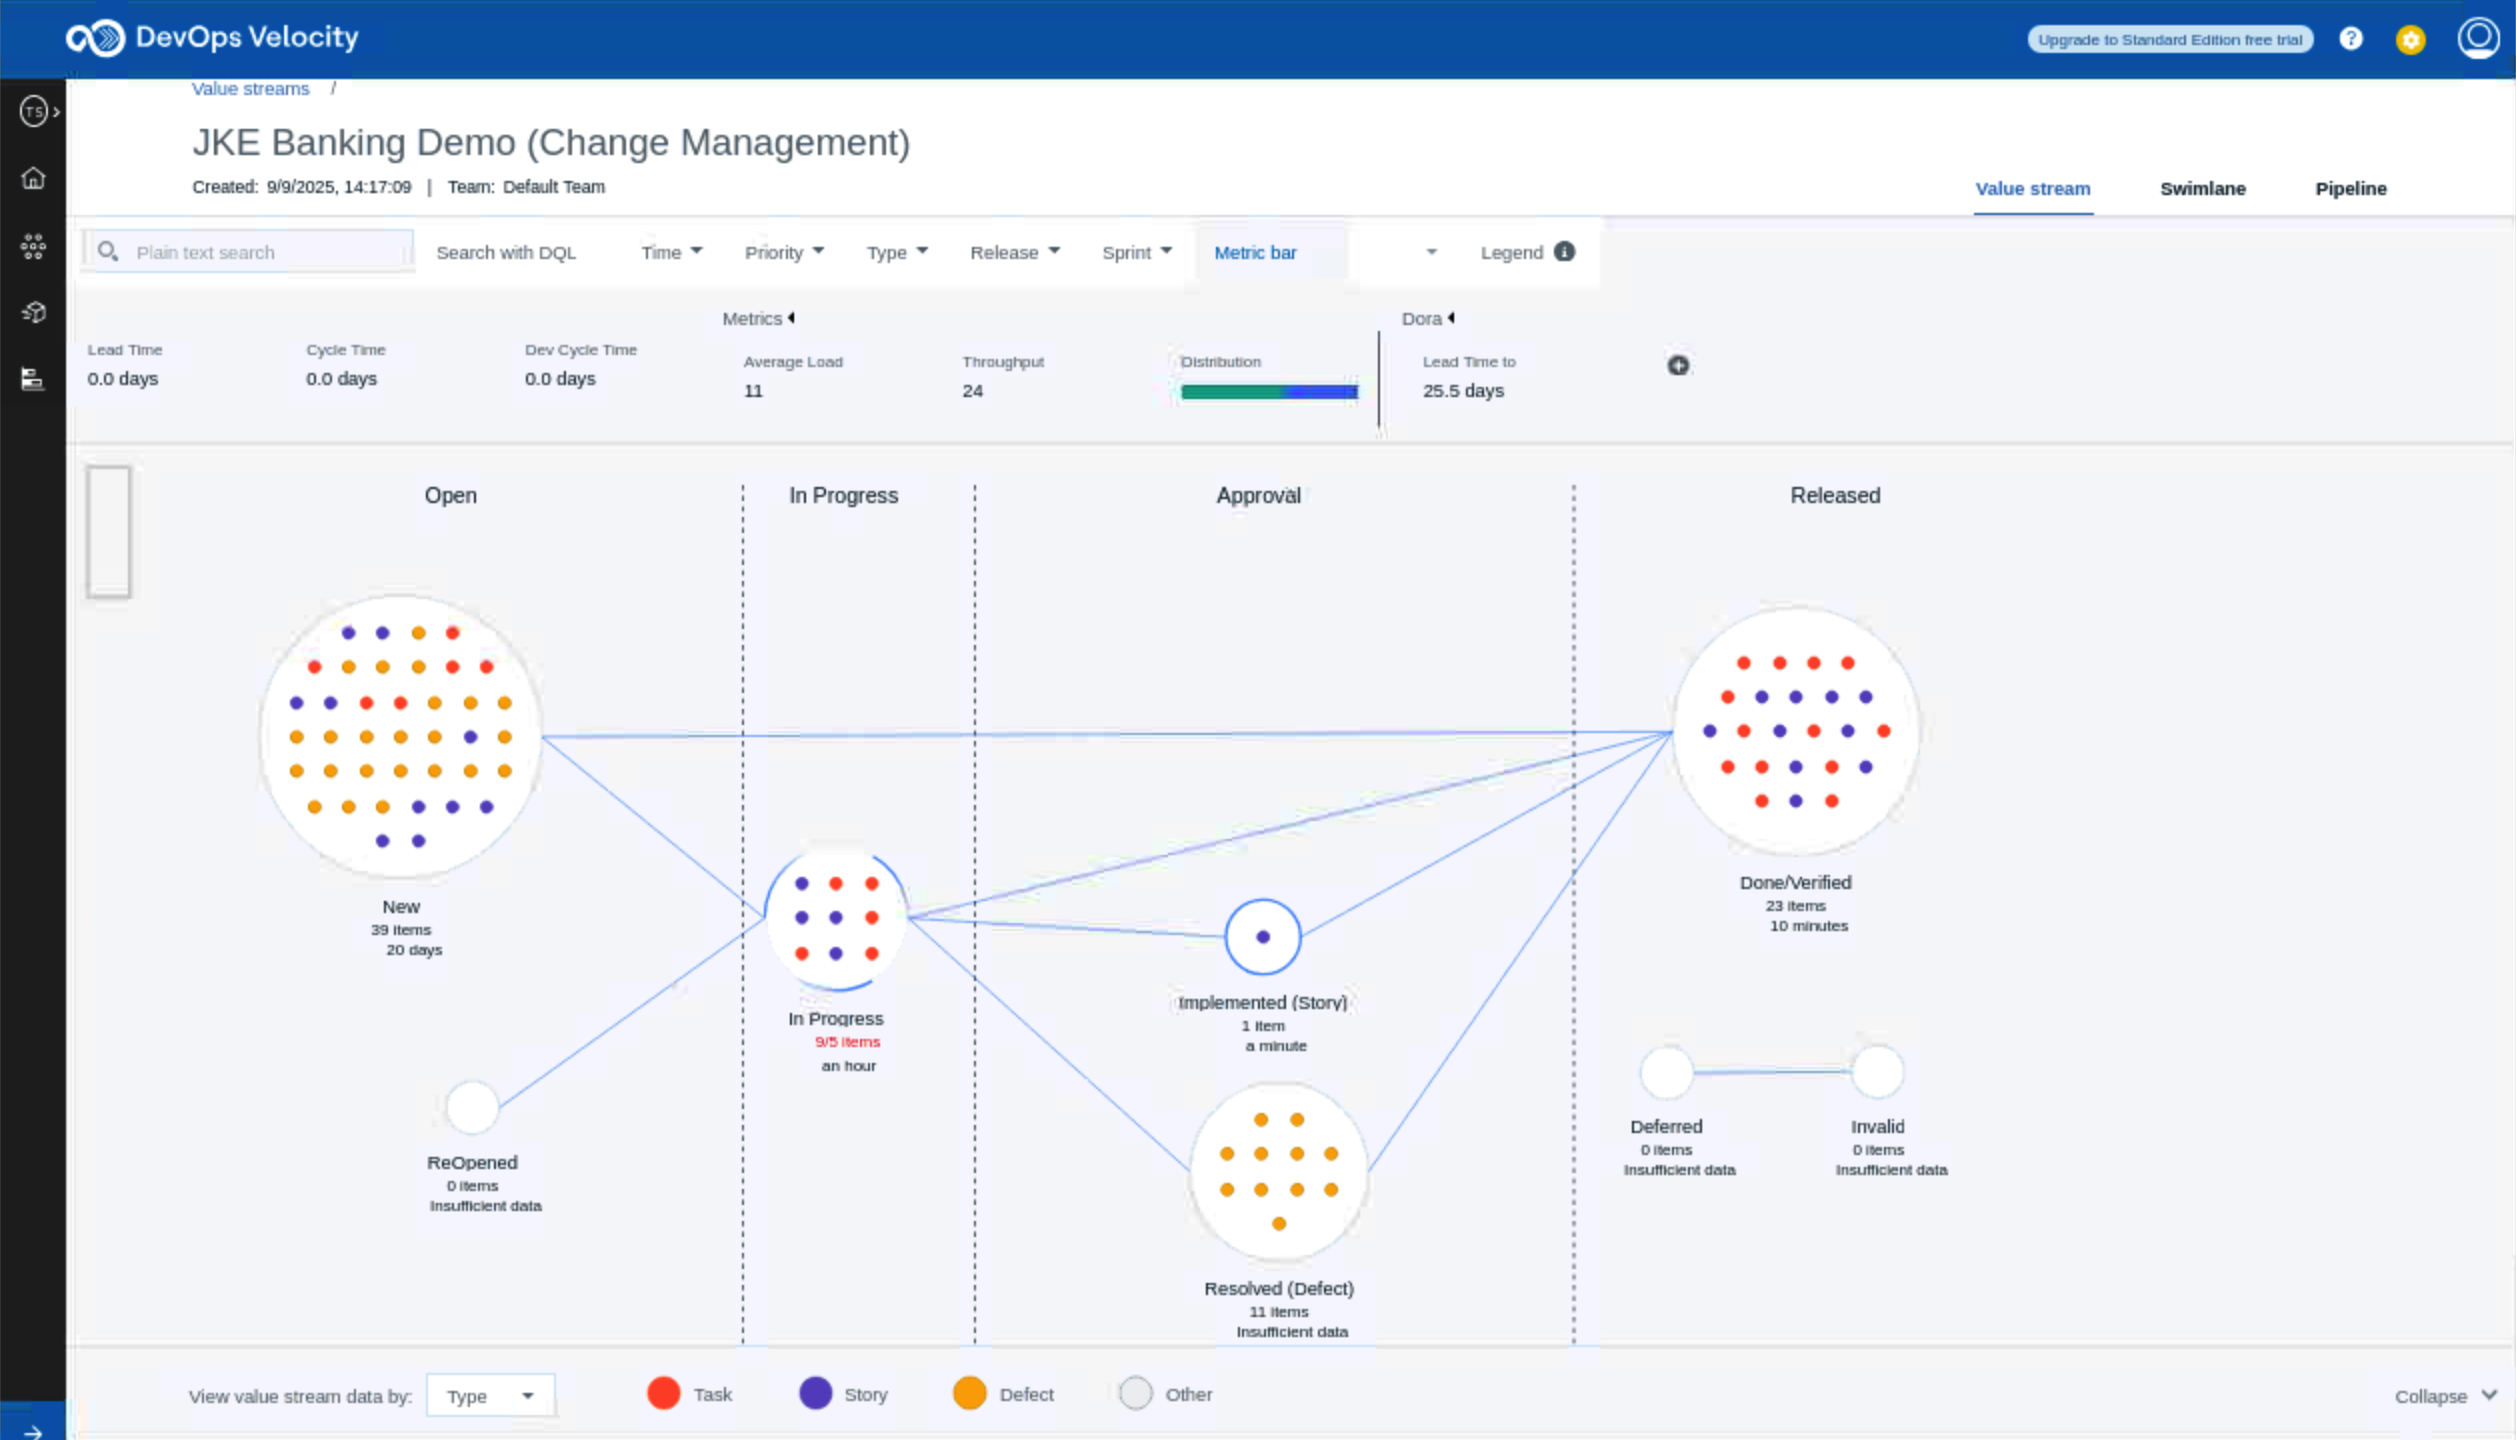 DevOps Velocity
Upgrade to Standard Edition free trial
?
TS
Value streams /
JKE Banking Demo (Change Management)
Created: 9/9/2025, 14:17:09 | Team: Default Team
Value stream Swimlane Pipeline
Plain text search Search with DQL Time Priority Type Release Sprint Metric bar Legend
Metrics Dora
Lead Time Cycle Time Dev Cycle Time Average Load Throughput Distribution Lead Time to
0.0 days 0.0 days 0.0 days 11 24 25.5 days
Open In Progress Approval Released
New
39 items
20 days
ReOpened
0 items
Insufficient data
In Progress
9/5 items
an hour
Implemented (Story)
1 item
a minute
Resolved (Defect)
11 items
Insufficient data
Done/Verified
23 items
10 minutes
Deferred
0 items
Insufficient data
Invalid
0 items
Insufficient data
View value stream data by: Type Task Story Defect Other Collapse